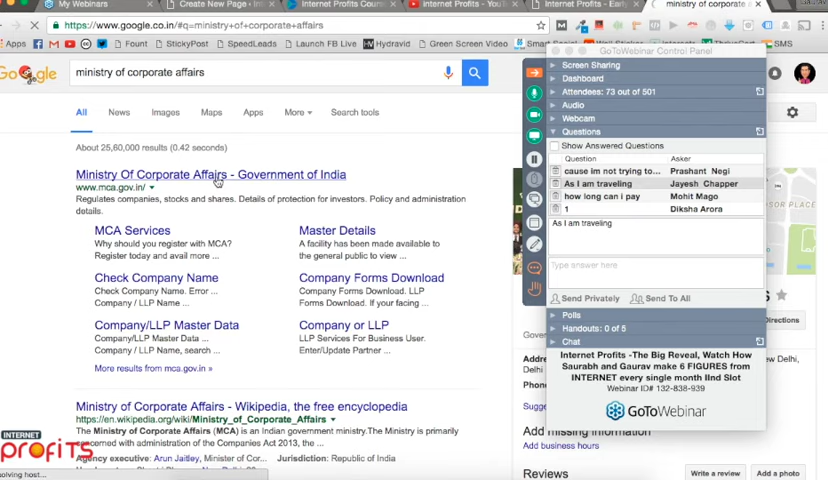 My Webinars
Create New Page
Internet Profits Cours
internet Profits - YouT
Internet Profits - Early
ministry of corporate a
https://www.google.co.in/#q=ministry+of+corporate+affairs
Apps
Fount
StickyPost
SpeedLeads
Launch FB Live
Hydravid
Green Screen Video
SMS
Google
ministry of corporate affairs
All News Images Maps Apps More Search tools
About 25,60,000 results (0.42 seconds)
Ministry Of Corporate Affairs - Government of India
www.mca.gov.in/
Regulates companies, stocks and shares. Details of protection for investors. Policy and administration
details.
MCA Services
Why should you register with MCA?
Register today and avail more ...
Master Details
A facility has been made available to
the general public to view ...
Check Company Name
Check Company Name. Error ...
Company / LLP Name ...
Company Forms Download
Company Forms Download. LLP
Forms Download. If your facing ...
Company/LLP Master Data
Company / LLP Master Data ...
Company / LLP Name, search ...
Company or LLP
LLP Services For Business User.
Enter/Update Partner ...
More results from mca.gov.in »
Ministry of Corporate Affairs - Wikipedia, the free encyclopedia
https://en.wikipedia.org/wiki/Ministry_of_Corporate_Affairs
The Ministry of Corporate Affairs (MCA) is an Indian government ministry.The Ministry is primarily
concerned with administration of the Companies Act 2013, the ...
Agency executive: Arun Jaitley, Jurisdiction: Republic of India
INTERNET
profits
solving host...
GoToWebinar Control Panel
Screen Sharing
Dashboard
Attendees: 73 out of 501
Audio
Webcam
Questions
Show Answered Questions
Question Asker
cause im not trying to... Prashant Negi
As I am traveling Jayesh Chapper
how long can i pay Mohit Mago
1 Diksha Arora
As I am traveling
Type answer here
Send Privately Send To All
Polls
Handouts: 0 of 5
Chat
Internet Profits -The Big Reveal, Watch How
Saurabh and Gaurav make 6 FIGURES from
INTERNET every single month IInd Slot
Webinar ID# 132-838-939
GoToWebinar
Directions
New Delhi,
Delhi
Add missing information
Add business hours
Reviews
Write a review
Add a photo